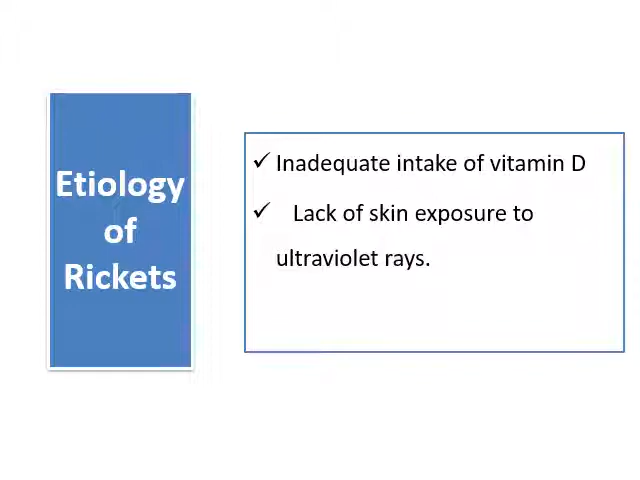 Etiology
of
Rickets
✓ Inadequate intake of vitamin D
✓ Lack of skin exposure to
ultraviolet rays.